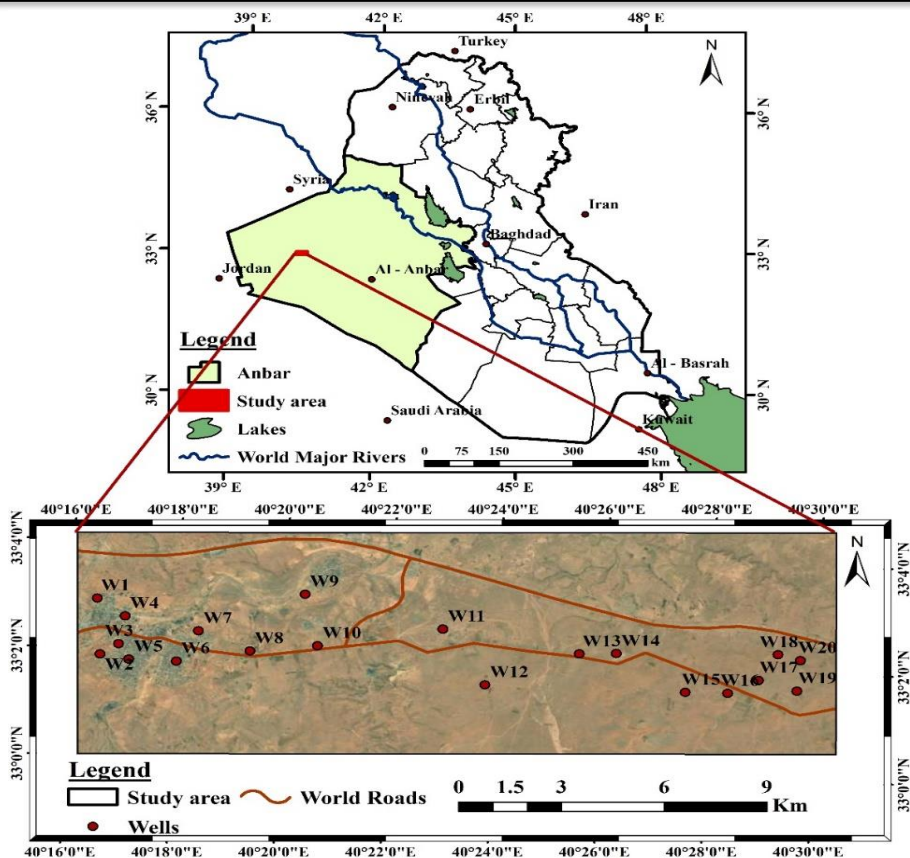 39° E 42° E 45° E 48° E
Turkey
N
36° N
Ninevah
Erbil
36° N
Syria
Iran
33° N
Baghdad
33° N
Jordan
Al - Anbar
Legend
Anbar
Study area
Lakes
World Major Rivers
30° N
Al - Basrah
30° N
Saudi Arabia
Kuwait
0 75 150 300 450
km
39° E 42° E 45° E 48° E
40°16'0"E 40°18'0"E 40°20'0"E 40°22'0"E 40°24'0"E 40°26'0"E 40°28'0"E 40°30'0"E
33°4'0"N
N
33°4'0"N
W1
W9
W4
W7
W11
W3
W5
W8
W10
W13 W14
W18
W20
33°2'0"N
W2
W6
W12
W17
33°2'0"N
W15 W16
W19
33°0'0"N
33°0'0"N
Legend
Study area
World Roads
Wells
0 1.5 3 6 9
Km
40°16'0"E 40°18'0"E 40°20'0"E 40°22'0"E 40°24'0"E 40°26'0"E 40°28'0"E 40°30'0"E